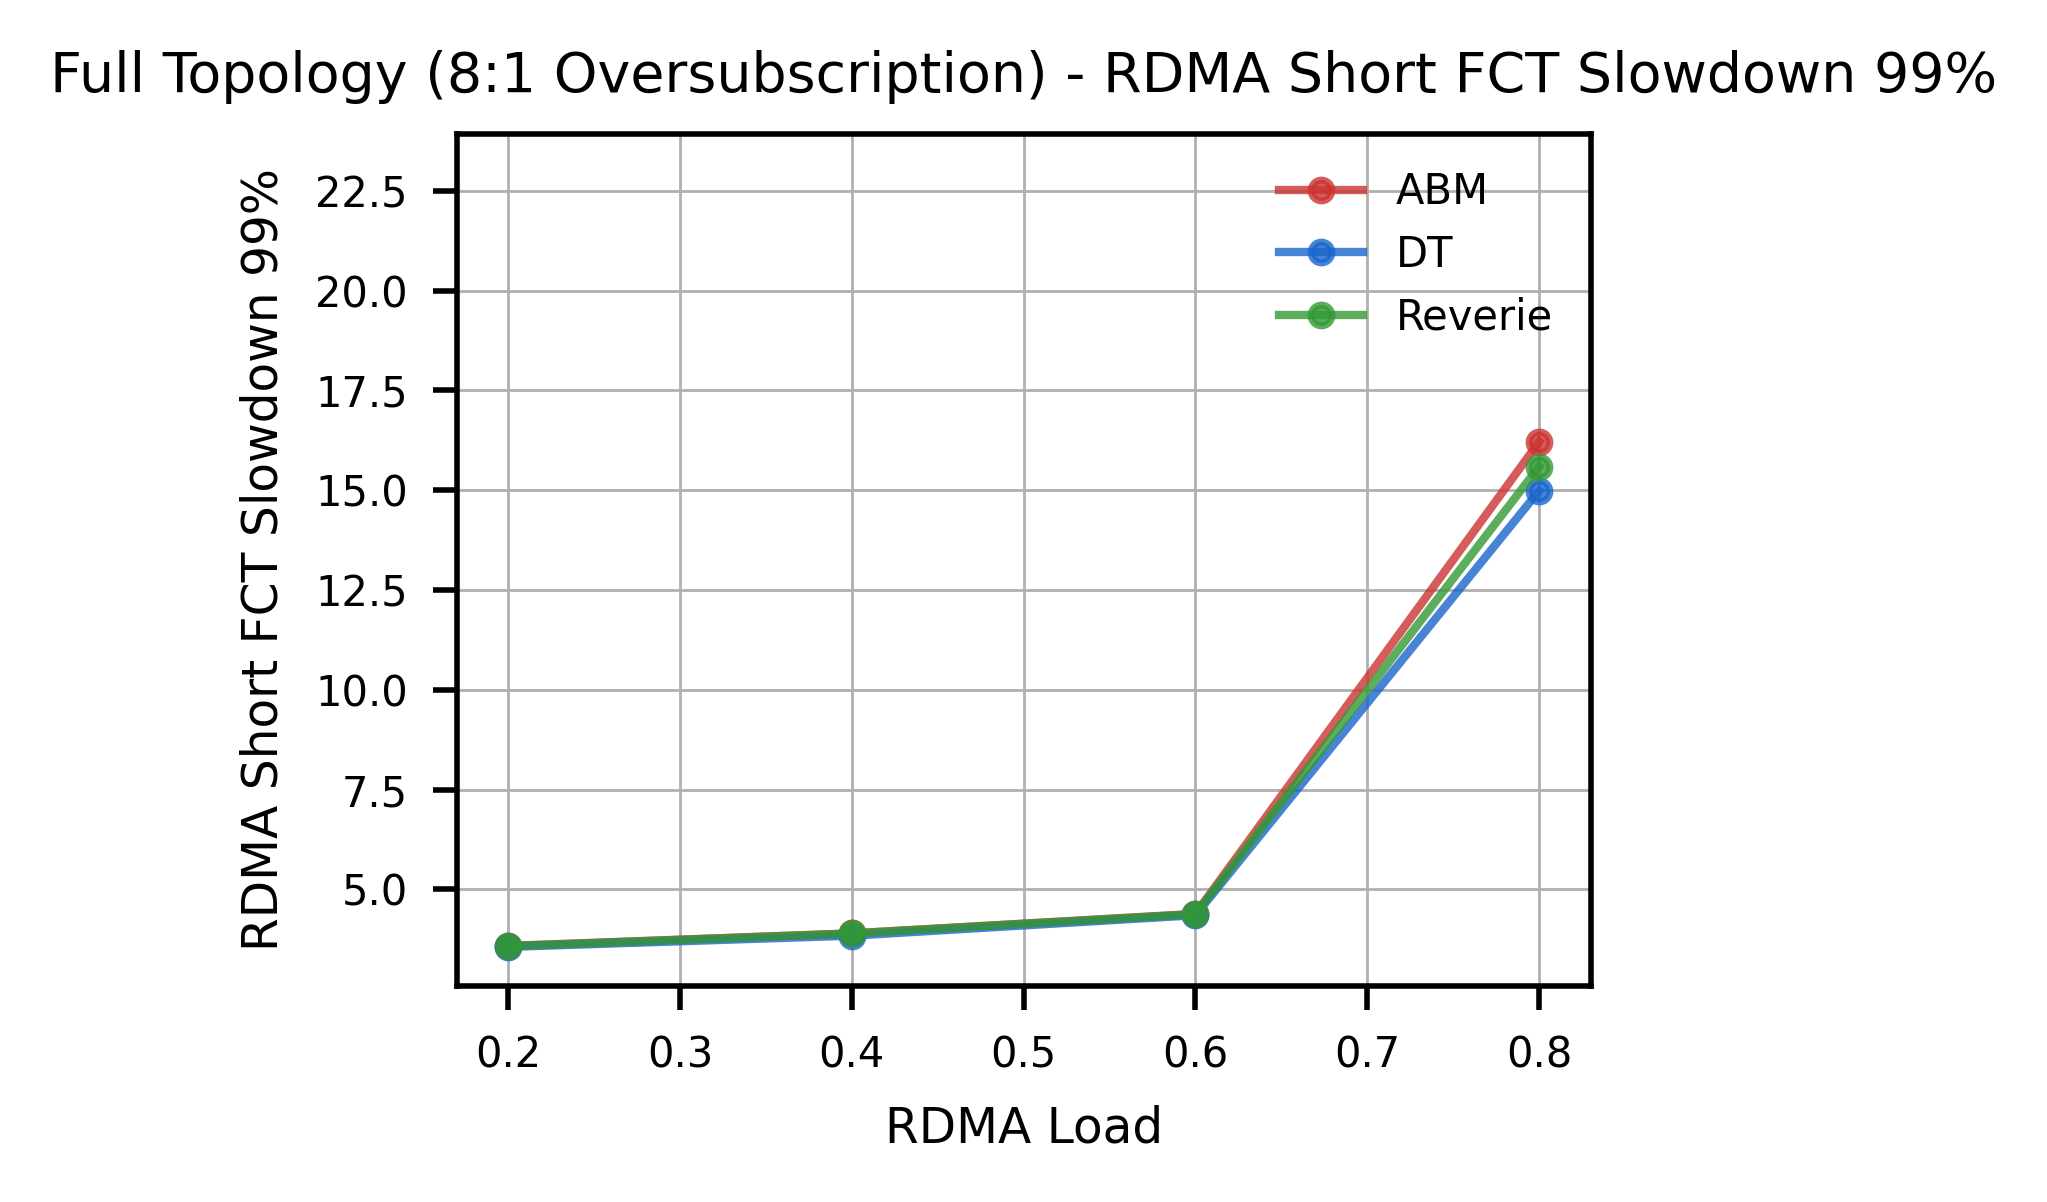 Full Topology (8:1 Oversubscription) - RDMA Short FCT Slowdown 99%
RDMA Short FCT Slowdown 99%
22.5
20.0
17.5
15.0
12.5
10.0
7.5
5.0
ABM
DT
Reverie
0.2 0.3 0.4 0.5 0.6 0.7 0.8
RDMA Load